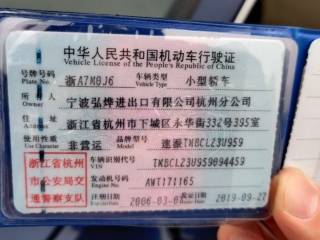 中华人民共和国机动车行驶证
Vehicle License of the People's Republic of China
号牌号码 浙A7M0J6 车辆类型 小型轿车
Plate No. Vehicle Type
所有人 宁波弘烨进出口有限公司杭州分公司
Owner
住址 浙江省杭州市下城区永华街332号395室
Address
使用性质 非营运 品牌型号 速派TWBCL23U959
Use Character Model
浙江省杭州 车辆识别代号 TWBCL23U959094459
VIN
市公安局交 发动机号码 AWT171165
Engine No.
通警察支队 注册日期 2006-03-0 发证日期 2019-09-27